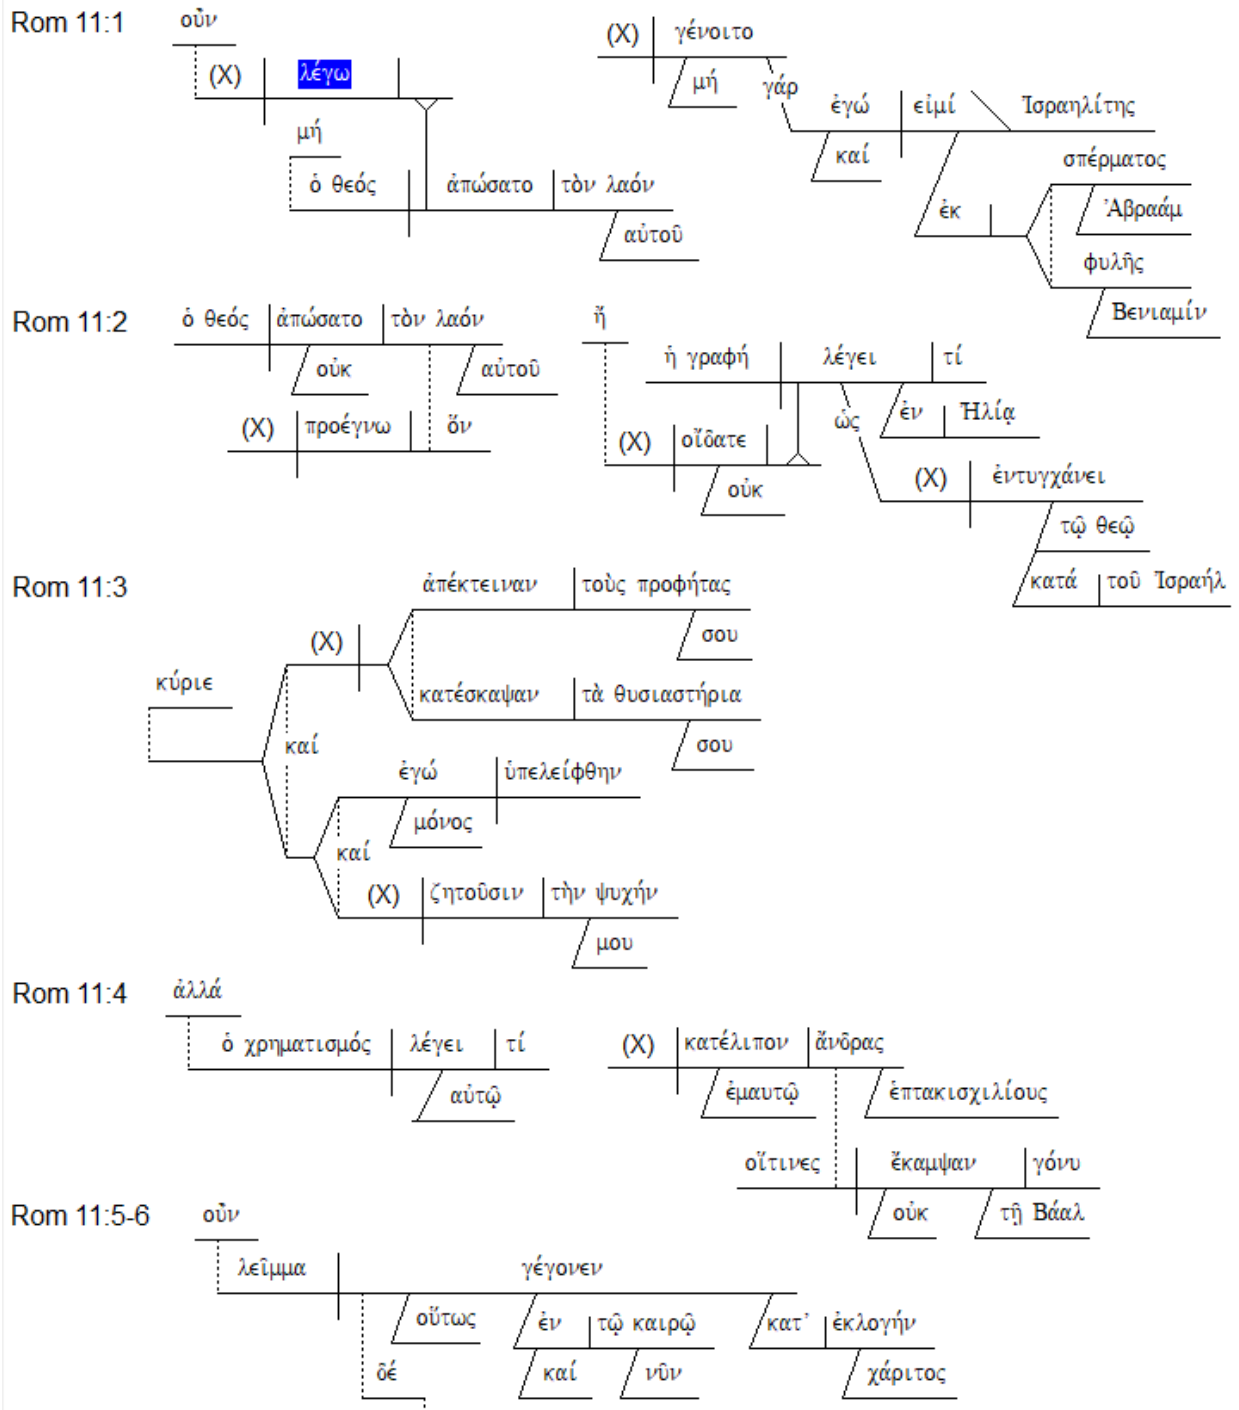 Rom 11:1
οὖν
(X) λέγω
μή
ὁ θεός ἀπώσατο τὸν λαόν
αὐτοῦ
(X) γένοιτο
μή
γάρ
ἐγώ εἰμί Ἰσραηλίτης
καί
σπέρματος
Ἀβραάμ
ἐκ
φυλῆς
Βενιαμίν
Rom 11:2
ὁ θεός ἀπώσατο τὸν λαόν
οὐκ αὐτοῦ
(X) προέγνω ὅν
ἤ
ἡ γραφή λέγει τί
ὡς ἐν Ἠλίᾳ
(X) οἴδατε
οὐκ
(X) ἐντυγχάνει
τῷ θεῷ
κατά τοῦ Ἰσραήλ
Rom 11:3
κύριε
(X)
ἀπέκτειναν τοὺς προφήτας
σου
κατέσκαψαν τὰ θυσιαστήρια
σου
καί
ἐγώ ὑπελείφθην
μόνος
καί
(X) ζητοῦσιν τὴν ψυχήν
μου
Rom 11:4
ἀλλά
ὁ χρηματισμός λέγει τί
αὐτῷ
(X) κατέλιπον ἄνδρας
ἐμαυτῷ ἑπτακισχιλίους
οἵτινες ἔκαμψαν γόνυ
οὐκ τῇ Βάαλ
Rom 11:5-6
οὖν
λεῖμμα γέγονεν
οὕτως ἐν τῷ καιρῷ κατ’ ἐκλογήν
δέ καί νῦν χάριτος